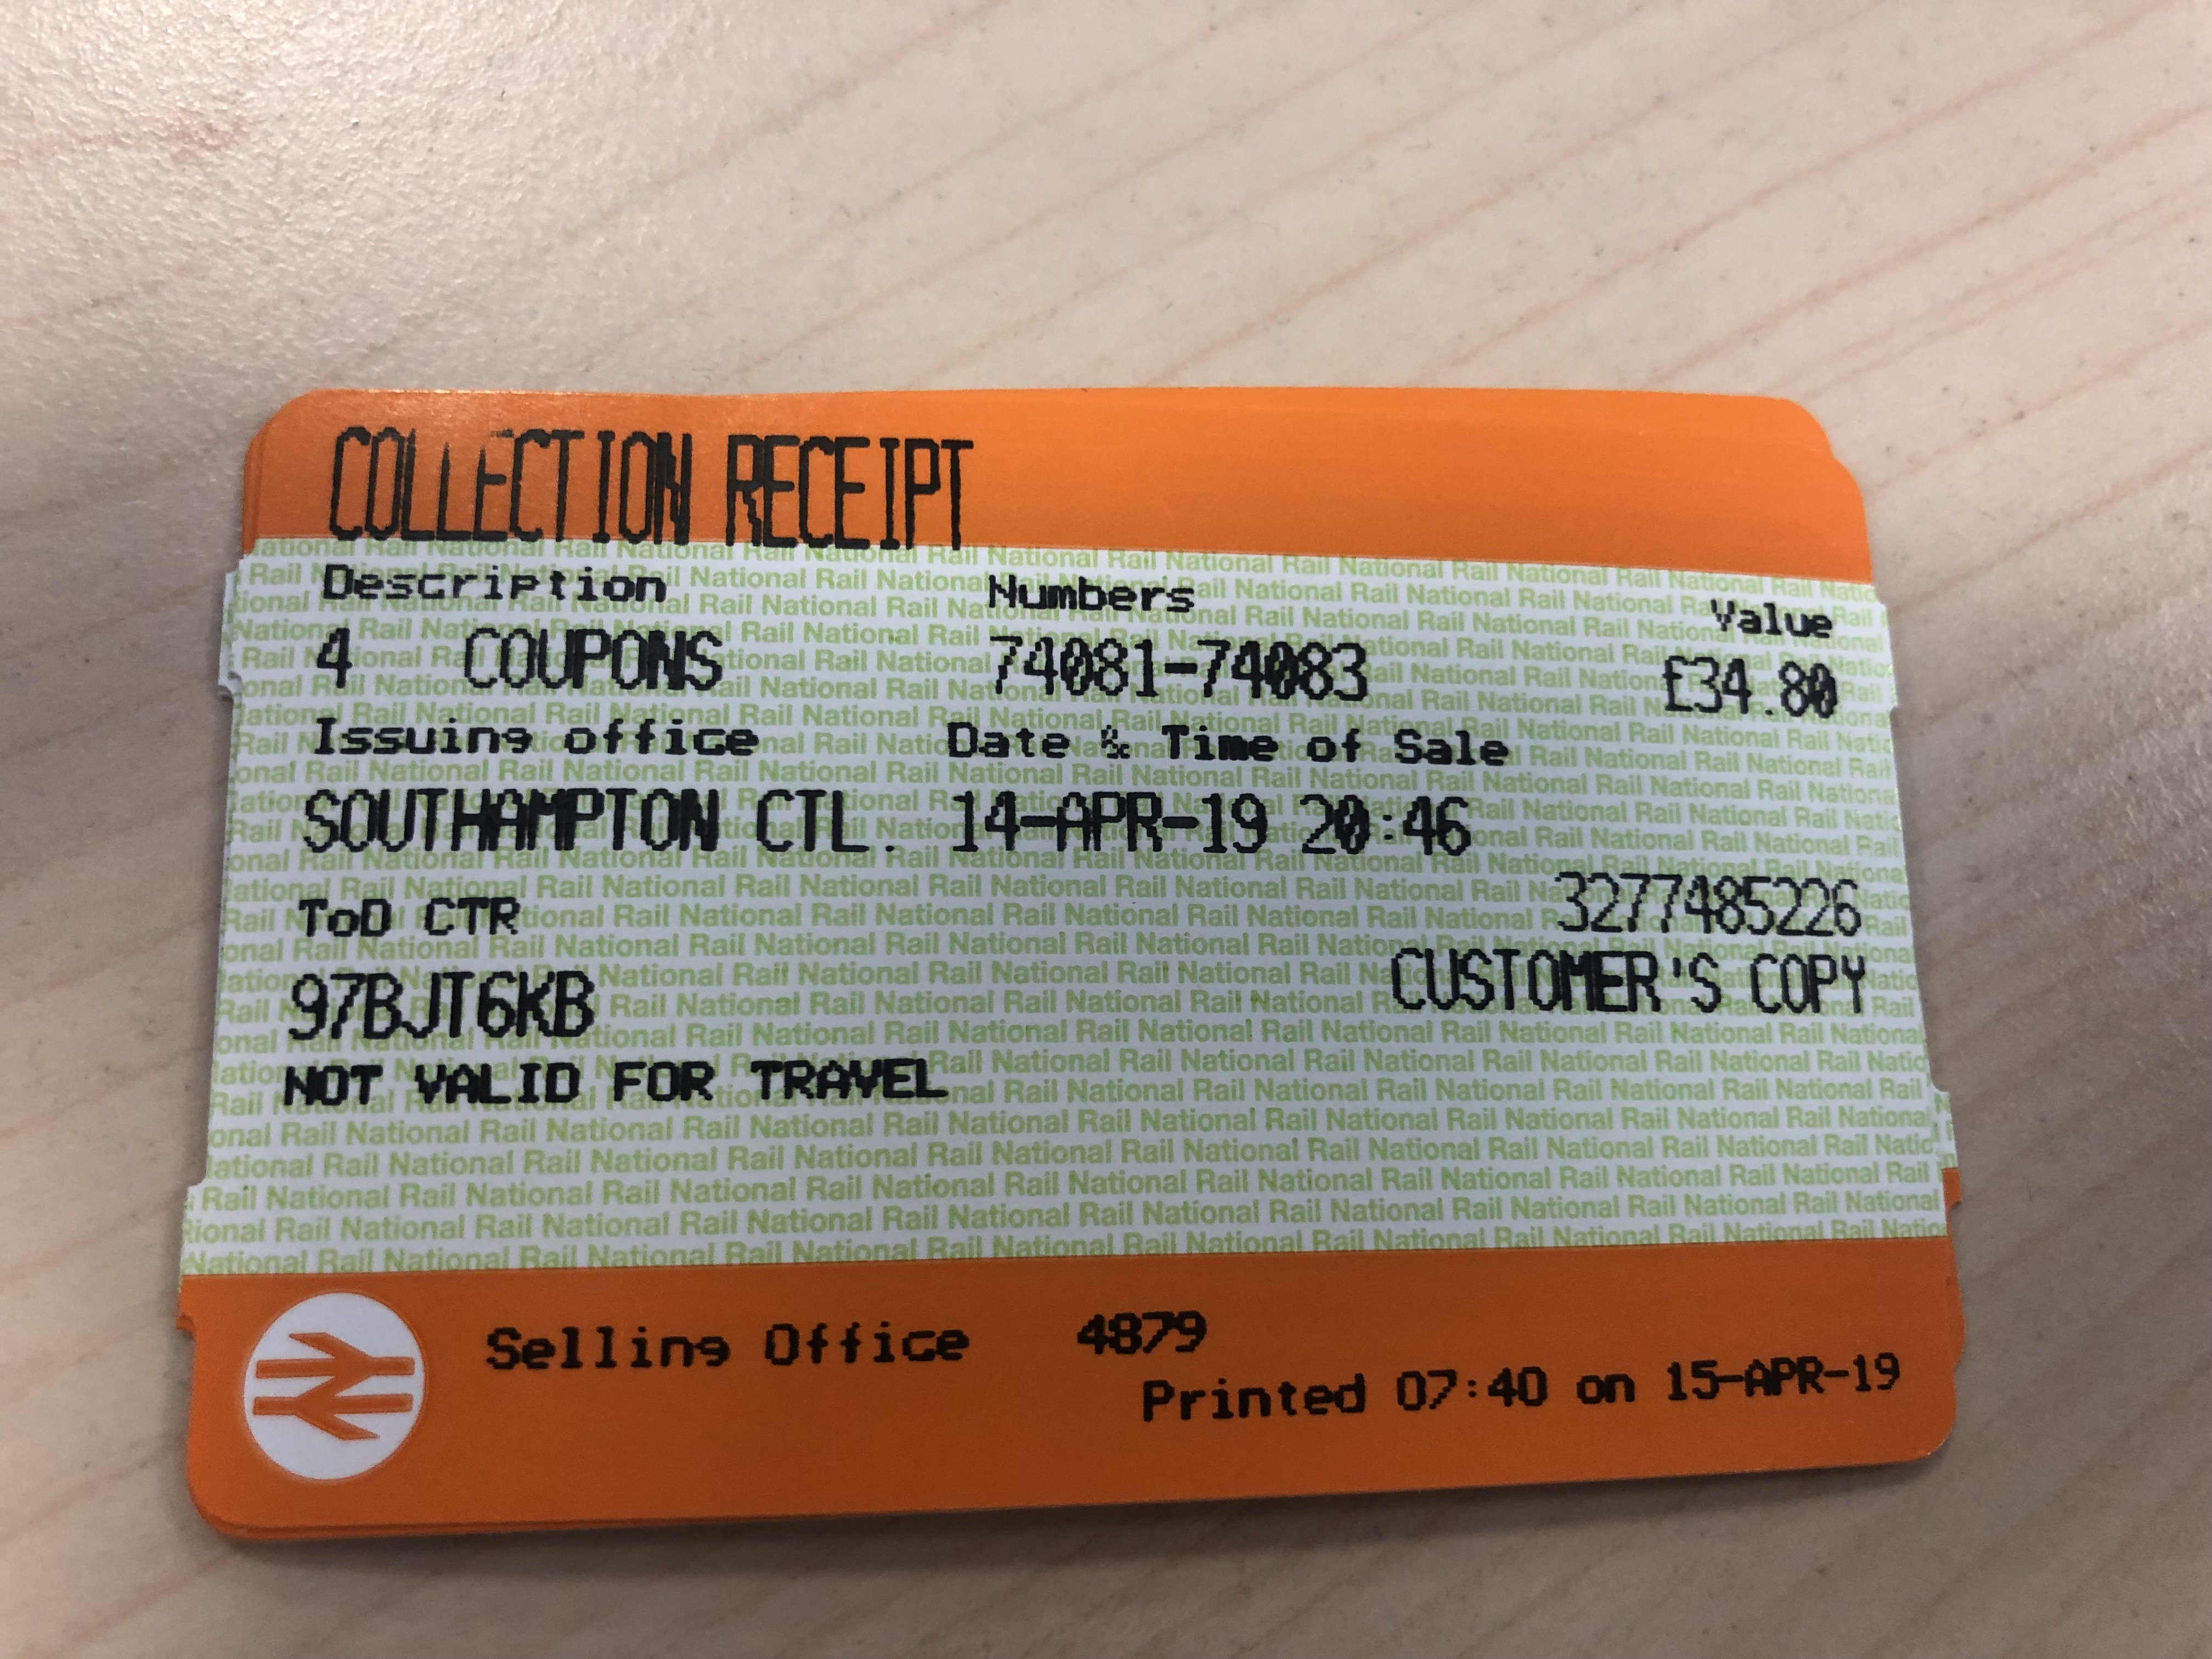 COLLECTION RECEIPT
Description Numbers Value
4 COUPONS 74081-74083 £34.80
Issuing office Date & Time of Sale
SOUTHAMPTON CTL. 14-APR-19 20:46
ToD CTR 3277485226
97BJT6KB CUSTOMER'S COPY
NOT VALID FOR TRAVEL
Selling Office 4879
Printed 07:40 on 15-APR-19